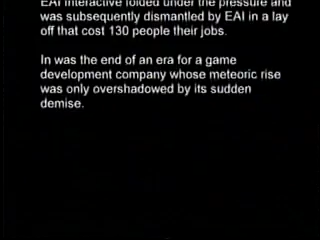 EAI Interactive folded under the pressure and
was subsequently dismantled by EAI in a lay
off that cost 130 people their jobs.
In was the end of an era for a game
development company whose meteoric rise
was only overshadowed by its sudden
demise.